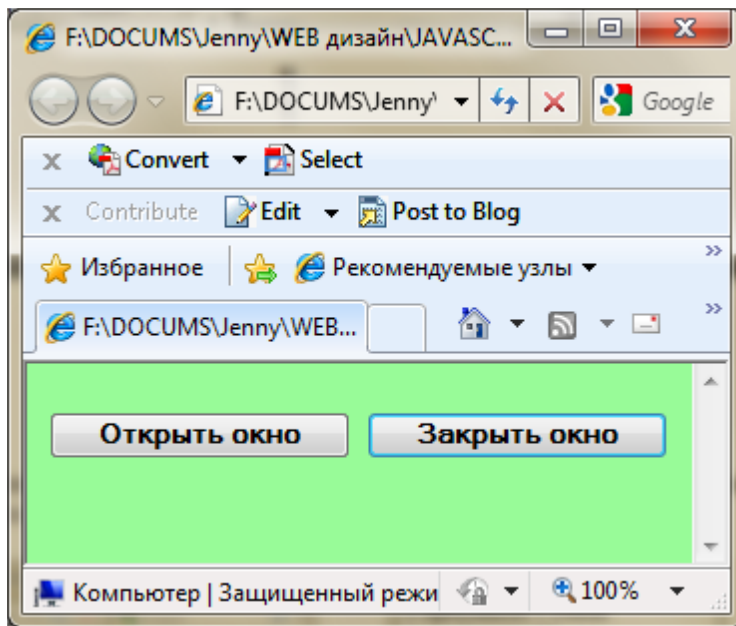 F:\DOCUMS\Jenny\WEB дизайн\JAVASC...
F:\DOCUMS\Jenny\ Google
x Convert Select
x Contribute Edit Post to Blog
Избранное Рекомендуемые узлы
F:\DOCUMS\Jenny\WEB...
Открыть окно Закрыть окно
Компьютер | Защищенный режи 100%